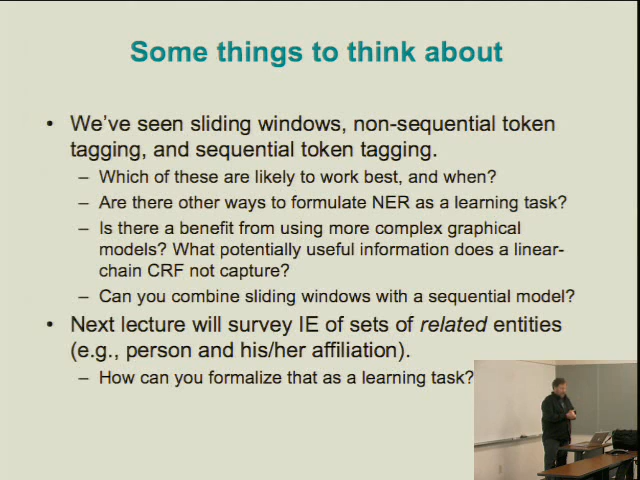 Some things to think about
• We've seen sliding windows, non-sequential token
tagging, and sequential token tagging.
– Which of these are likely to work best, and when?
– Are there other ways to formulate NER as a learning task?
– Is there a benefit from using more complex graphical
models? What potentially useful information does a linear-
chain CRF not capture?
– Can you combine sliding windows with a sequential model?
• Next lecture will survey IE of sets of related entities
(e.g., person and his/her affiliation).
– How can you formalize that as a learning task?